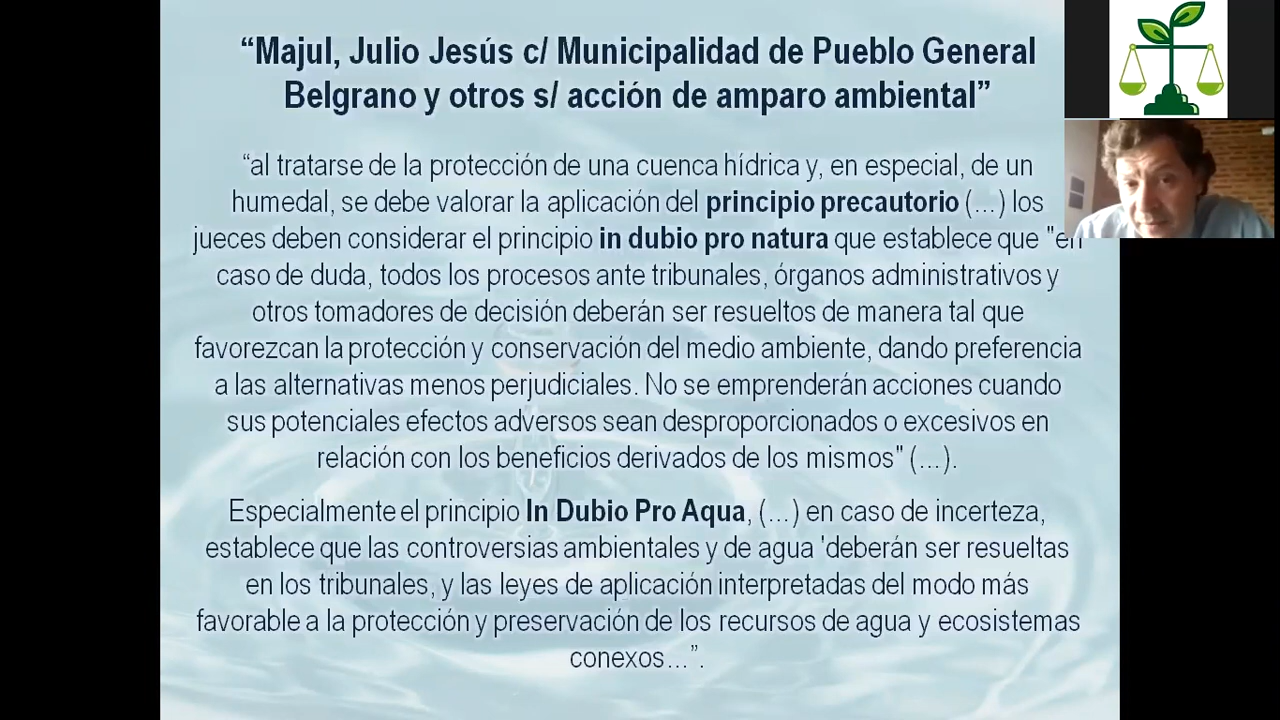 “Majul, Julio Jesús c/ Municipalidad de Pueblo General
Belgrano y otros s/ acción de amparo ambiental”
“al tratarse de la protección de una cuenca hídrica y, en especial, de un
humedal, se debe valorar la aplicación del principio precautorio (…) los
jueces deben considerar el principio in dubio pro natura que establece que "en
caso de duda, todos los procesos ante tribunales, órganos administrativos y
otros tomadores de decisión deberán ser resueltos de manera tal que
favorezcan la protección y conservación del medio ambiente, dando preferencia
a las alternativas menos perjudiciales. No se emprenderán acciones cuando
sus potenciales efectos adversos sean desproporcionados o excesivos en
relación con los beneficios derivados de los mismos" (…).
Especialmente el principio In Dubio Pro Aqua, (…) en caso de incerteza,
establece que las controversias ambientales y de agua 'deberán ser resueltas
en los tribunales, y las leyes de aplicación interpretadas del modo más
favorable a la protección y preservación de los recursos de agua y ecosistemas
conexos…”.